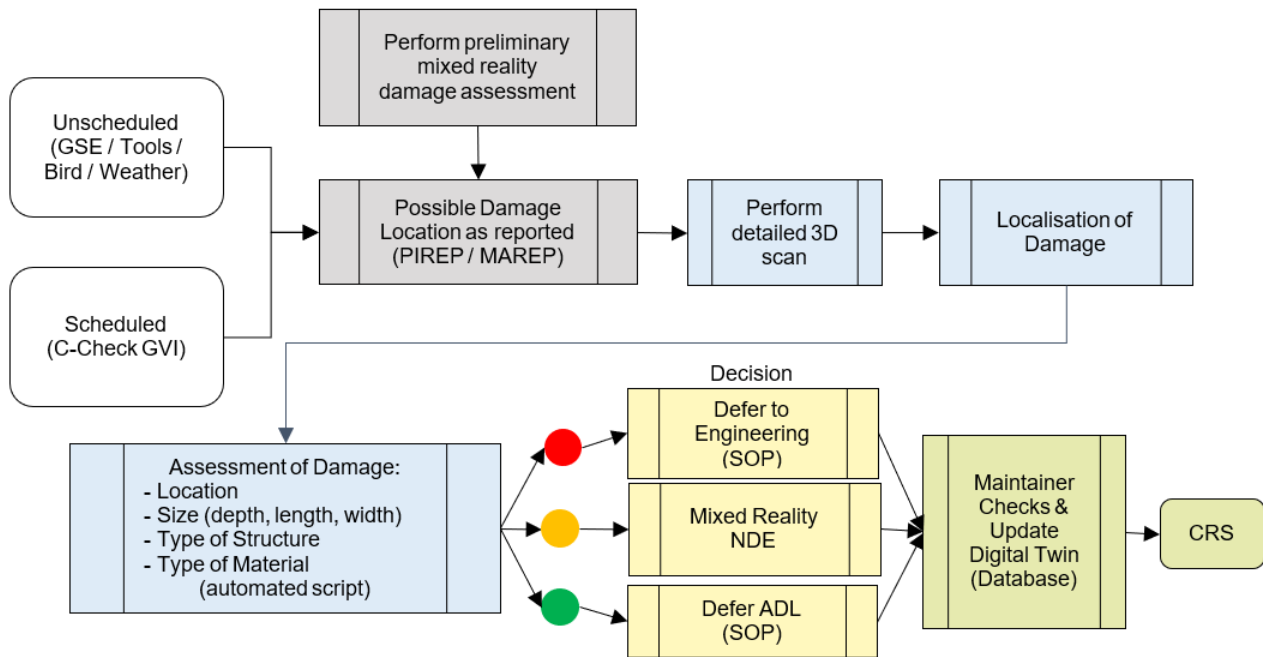 Perform preliminary
mixed reality
damage assessment
Unscheduled
(GSE / Tools /
Bird / Weather)
Possible Damage
Location as reported
(PIREP / MAREP)
Perform
detailed 3D
scan
Localisation of
Damage
Scheduled
(C-Check GVI)
Decision
Assessment of Damage:
- Location
- Size (depth, length, width)
- Type of Structure
- Type of Material
(automated script)
Defer to
Engineering
(SOP)
Mixed Reality
NDE
Defer ADL
(SOP)
Maintainer
Checks &
Update
Digital Twin
(Database)
CRS